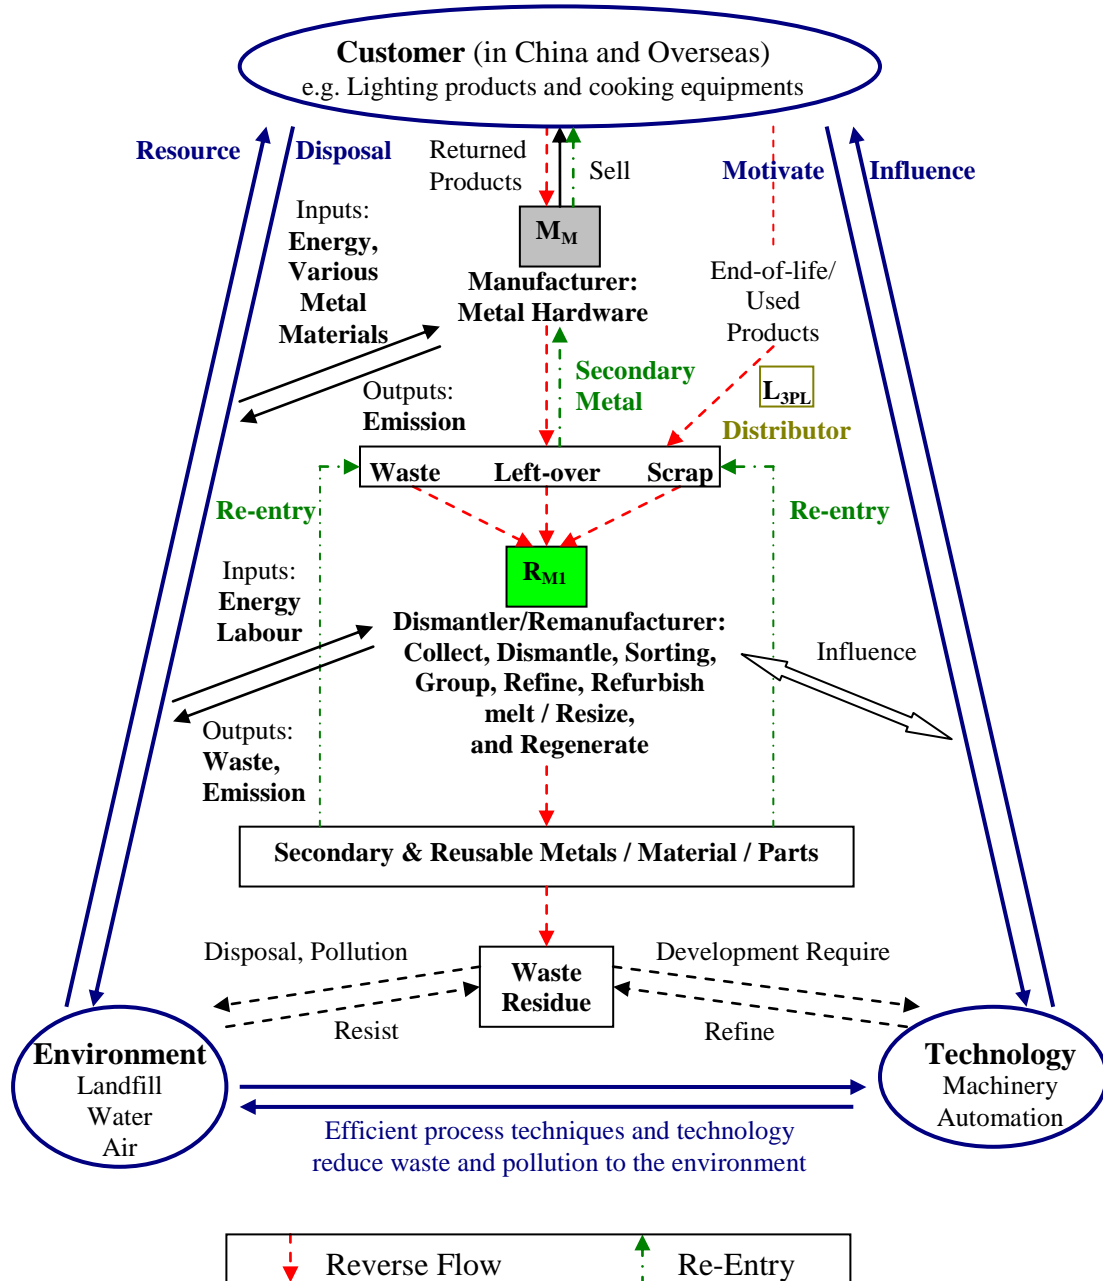 Customer (in China and Overseas)
e.g. Lighting products and cooking equipments
Resource
Disposal
Returned
Products
Sell
Motivate
Influence
Inputs:
Energy,
Various
Metal
Materials
M_M
Manufacturer:
Metal Hardware
End-of-life/
Used
Products
Outputs:
Emission
Secondary
Metal
L_3PL
Distributor
Waste Left-over Scrap
Re-entry
Re-entry
R_M1
Inputs:
Energy
Labour
Dismantler/Remanufacturer:
Collect, Dismantle, Sorting,
Group, Refine, Refurbish
melt / Resize,
and Regenerate
Influence
Outputs:
Waste,
Emission
Secondary & Reusable Metals / Material / Parts
Disposal, Pollution
Development Require
Waste
Residue
Resist
Refine
Environment
Landfill
Water
Air
Technology
Machinery
Automation
Efficient process techniques and technology
reduce waste and pollution to the environment
Reverse Flow Re-Entry